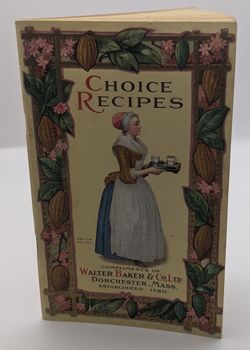 CHOICE
RECIPES
COMPLIMENTS OF
WALTER BAKER & CO. LTD.
DORCHESTER, MASS.
ESTABLISHED 1780.